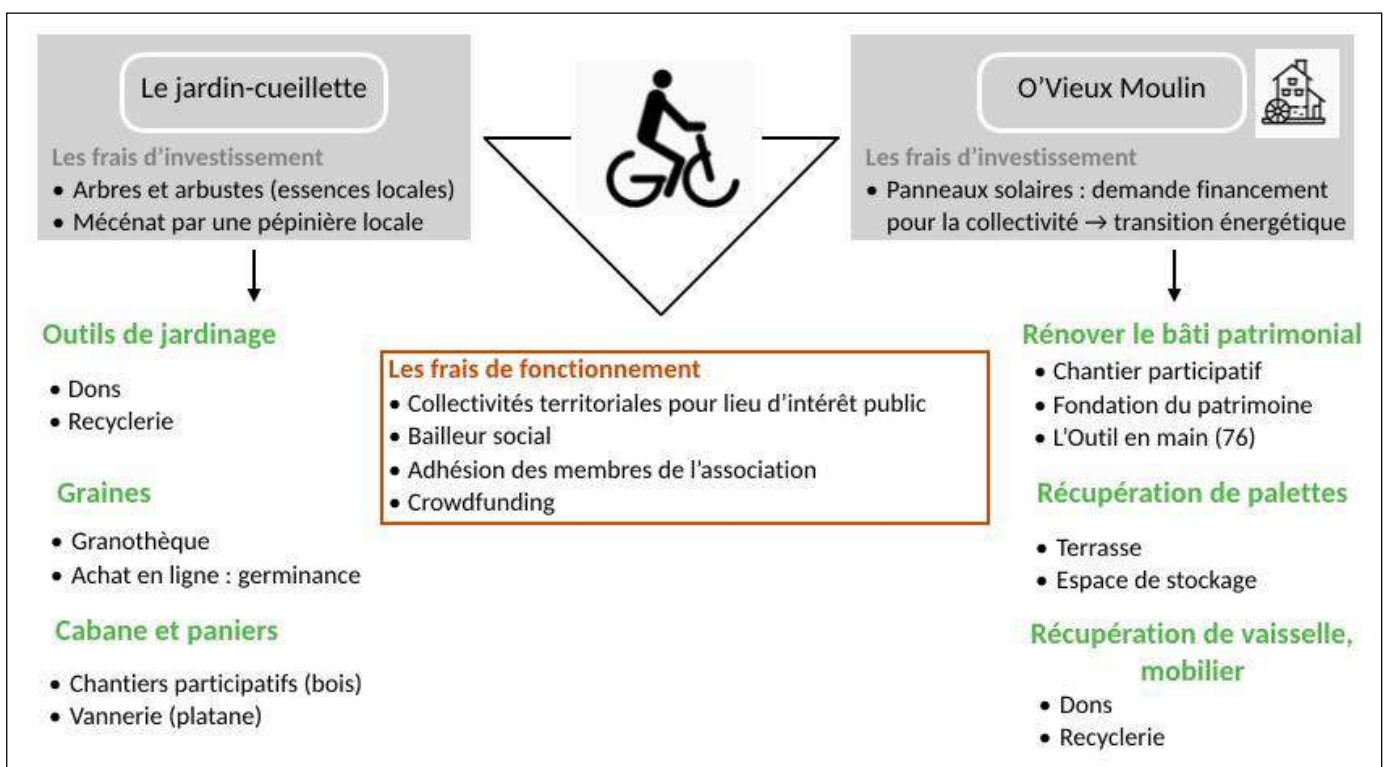 Le jardin-cueillette
Les frais d’investissement
• Arbres et arbustes (essences locales)
• Mécénat par une pépinière locale
Outils de jardinage
• Dons
• Recyclerie
Graines
• Granothèque
• Achat en ligne : germinance
Cabane et paniers
• Chantiers participatifs (bois)
• Vannerie (platane)
Les frais de fonctionnement
• Collectivités territoriales pour lieu d’intérêt public
• Bailleur social
• Adhésion des membres de l’association
• Crowdfunding
O’Vieux Moulin
Les frais d’investissement
• Panneaux solaires : demande financement
pour la collectivité → transition énergétique
Rénover le bâti patrimonial
• Chantier participatif
• Fondation du patrimoine
• L’Outil en main (76)
Récupération de palettes
• Terrasse
• Espace de stockage
Récupération de vaisselle,
mobilier
• Dons
• Recyclerie